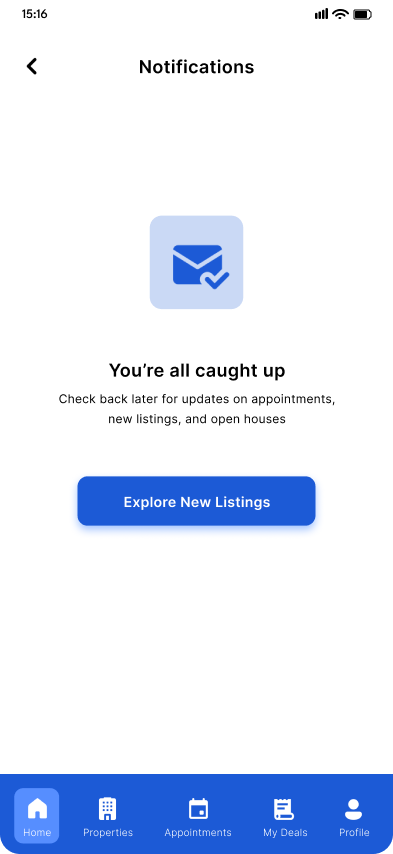 15:16
Notifications
You’re all caught up
Check back later for updates on appointments,
new listings, and open houses
Explore New Listings
Home
Properties
Appointments
My Deals
Profile